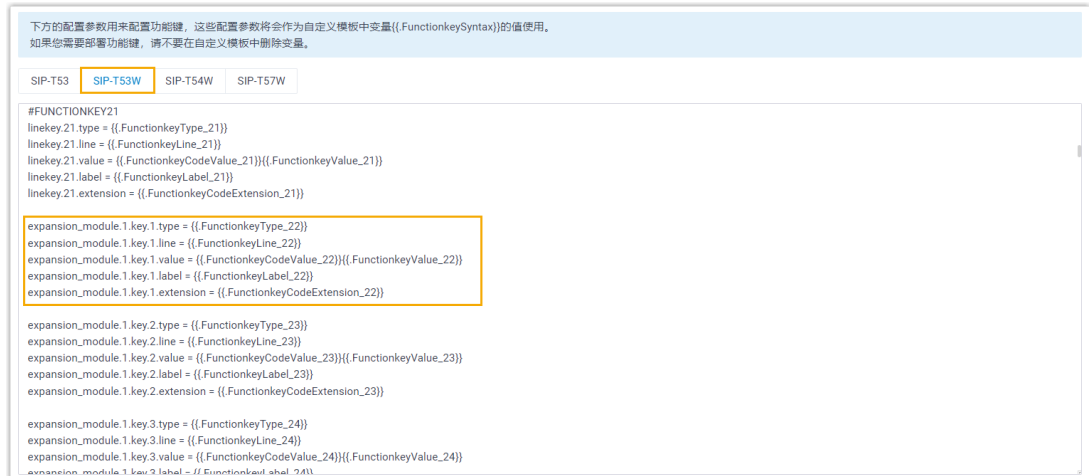 下方的配置参数用来配置功能键，这些配置参数将会作为自定义模板中变量{{.FunctionkeySyntax}}的值使用。
如果您需要部署功能键，请不要在自定义模板中删除变量。
SIP-T53 SIP-T53W SIP-T54W SIP-T57W
#FUNCTIONKEY21
linekey.21.type = {{.FunctionkeyType_21}}
linekey.21.line = {{.FunctionkeyLine_21}}
linekey.21.value = {{.FunctionkeyCodeValue_21}}{{.FunctionkeyValue_21}}
linekey.21.label = {{.FunctionkeyLabel_21}}
linekey.21.extension = {{.FunctionkeyCodeExtension_21}}
expansion_module.1.key.1.type = {{.FunctionkeyType_22}}
expansion_module.1.key.1.line = {{.FunctionkeyLine_22}}
expansion_module.1.key.1.value = {{.FunctionkeyCodeValue_22}}{{.FunctionkeyValue_22}}
expansion_module.1.key.1.label = {{.FunctionkeyLabel_22}}
expansion_module.1.key.1.extension = {{.FunctionkeyCodeExtension_22}}
expansion_module.1.key.2.type = {{.FunctionkeyType_23}}
expansion_module.1.key.2.line = {{.FunctionkeyLine_23}}
expansion_module.1.key.2.value = {{.FunctionkeyCodeValue_23}}{{.FunctionkeyValue_23}}
expansion_module.1.key.2.label = {{.FunctionkeyLabel_23}}
expansion_module.1.key.2.extension = {{.FunctionkeyCodeExtension_23}}
expansion_module.1.key.3.type = {{.FunctionkeyType_24}}
expansion_module.1.key.3.line = {{.FunctionkeyLine_24}}
expansion_module.1.key.3.value = {{.FunctionkeyCodeValue_24}}{{.FunctionkeyValue_24}}
expansion_module.1.key.3.label = {{.FunctionkeyLabel_24}}